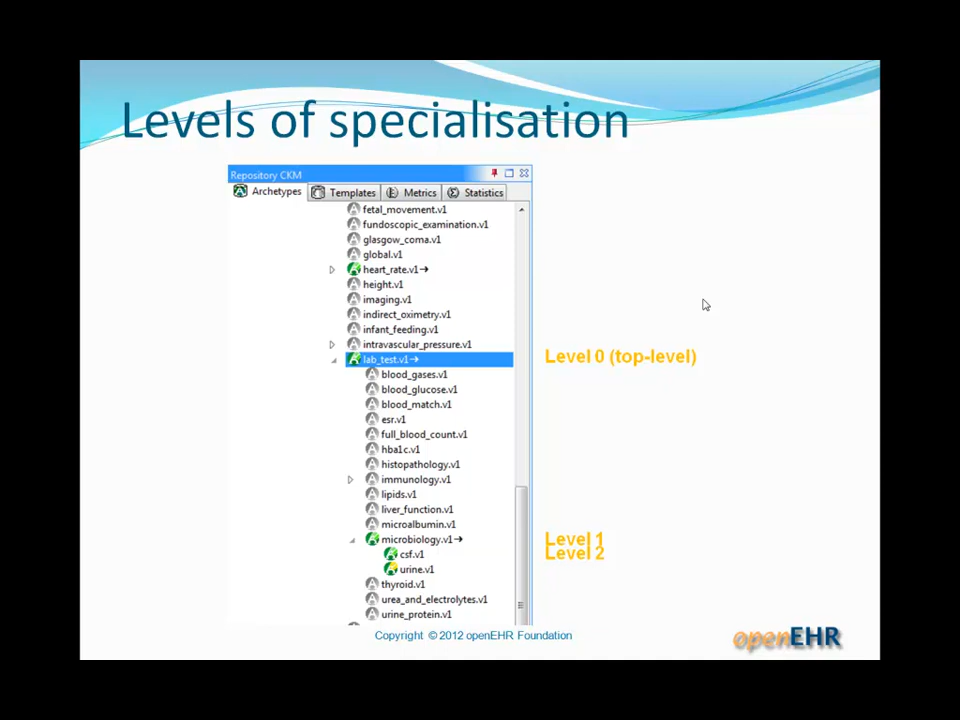 Levels of specialisation
Repository CKM
Archetypes Templates Metrics Statistics
fetal_movement.v1
fundoscopic_examination.v1
glasgow_coma.v1
global.v1
heart_rate.v1
height.v1
imaging.v1
indirect_oximetry.v1
infant_feeding.v1
intravascular_pressure.v1
lab_test.v1 Level 0 (top-level)
blood_gases.v1
blood_glucose.v1
blood_match.v1
esr.v1
full_blood_count.v1
hba1c.v1
histopathology.v1
immunology.v1
lipids.v1
liver_function.v1
microalbumin.v1
microbiology.v1 Level 1
csf.v1 Level 2
urine.v1
thyroid.v1
urea_and_electrolytes.v1
urine_protein.v1
Copyright © 2012 openEHR Foundation
openEHR